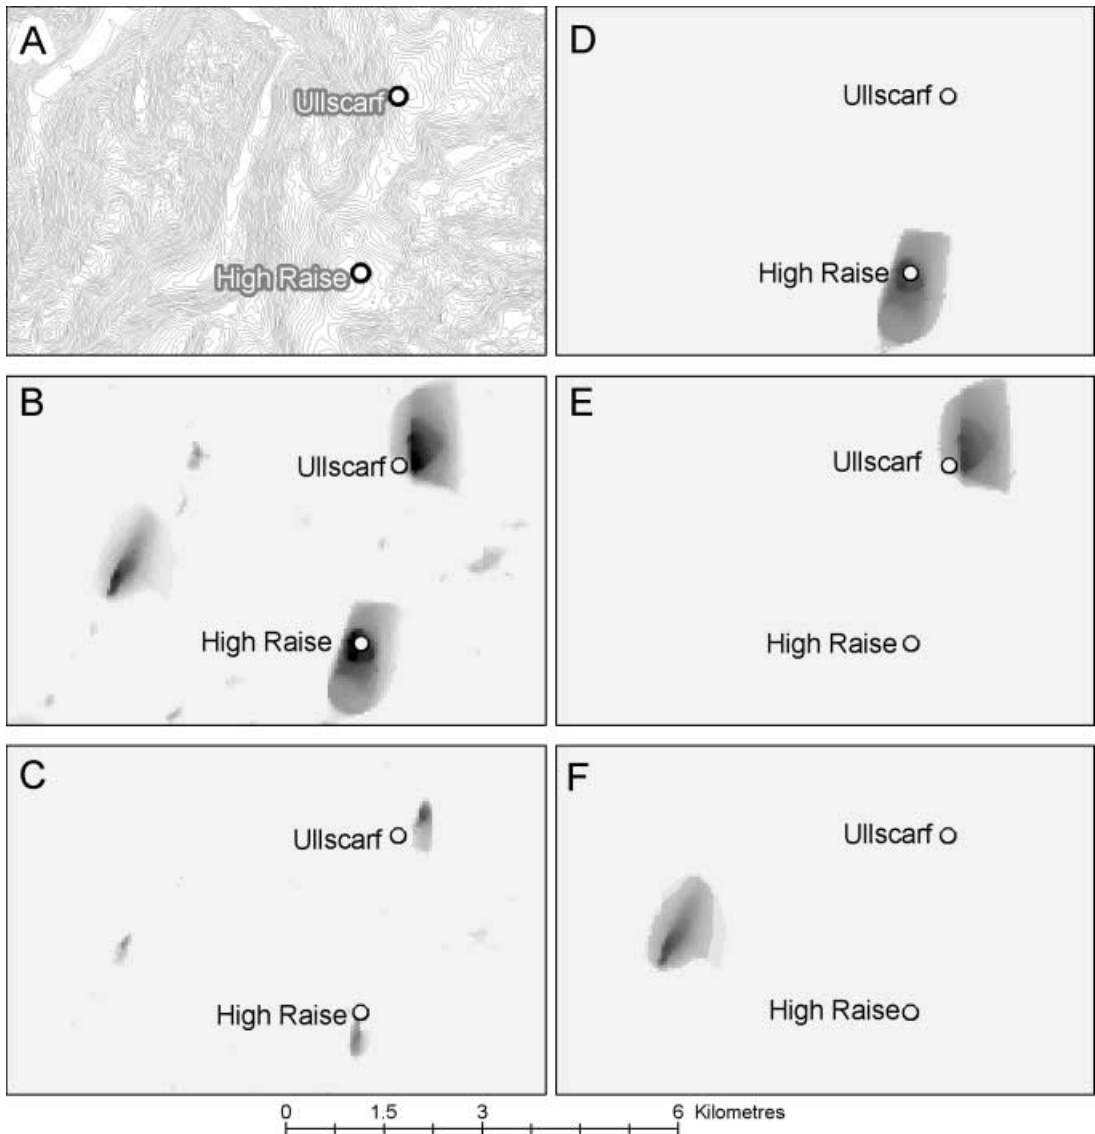 A
Ullscarf
High Raise
D
Ullscarf
High Raise
B
Ullscarf
High Raise
E
Ullscarf
High Raise
C
Ullscarf
High Raise
F
Ullscarf
High Raise
0 1.5 3 6 Kilometres